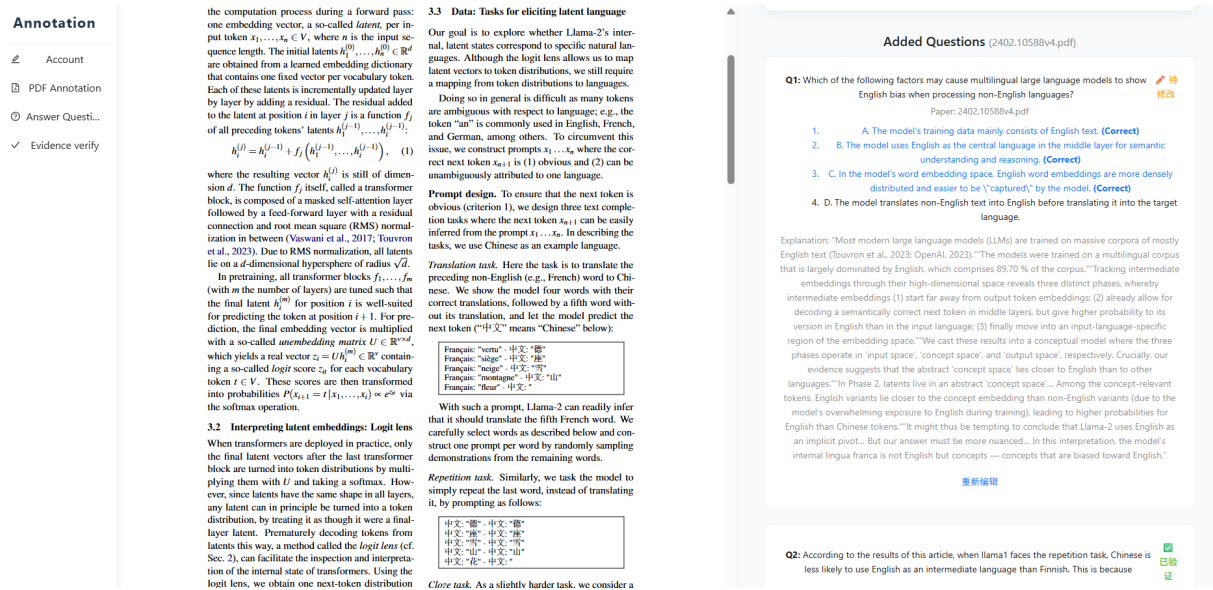 Annotation
Account
PDF Annotation
Answer Questi...
Evidence verify
the computation process during a forward pass:
one embedding vector, a so-called latent, per in-
put token x₁,…,xₙ ∈ V, where n is the input se-
quence length. The initial latents h₁⁽⁰⁾,…,hₙ⁽⁰⁾ ∈ ℝᵈ
are obtained from a learned embedding dictionary
that contains one fixed vector per vocabulary token.
Each of these latents is incrementally updated layer
by layer by adding a residual. The residual added
to the latent at position i in layer j is a function fⱼ
of all preceding tokens' latents h₁⁽ʲ⁻¹⁾,…,hᵢ⁽ʲ⁻¹⁾:
hᵢ⁽ʲ⁾ = hᵢ⁽ʲ⁻¹⁾ + fⱼ (h₁⁽ʲ⁻¹⁾,…,hᵢ⁽ʲ⁻¹⁾), (1)
where the resulting vector hᵢ⁽ʲ⁾ is still of dimen-
sion d. The function fⱼ itself, called a transformer
block, is composed of a masked self-attention layer
followed by a feed-forward layer with a residual
connection and root mean square (RMS) normal-
ization in between (Vaswani et al., 2017; Touvron
et al., 2023). Due to RMS normalization, all latents
lie on a d-dimensional hypersphere of radius √d.
In pretraining, all transformer blocks f₁,…,fₘ
(with m the number of layers) are tuned such that
the final latent hᵢ⁽ᵐ⁾ for position i is well-suited
for predicting the token at position i + 1. For pre-
diction, the final embedding vector is multiplied
with a so-called unembedding matrix U ∈ ℝᵛˣᵈ,
which yields a real vector zᵢ = Uhᵢ⁽ᵐ⁾ ∈ ℝᵛ contain-
ing a so-called logit score zᵢₜ for each vocabulary
token t ∈ V. These scores are then transformed
into probabilities P(xᵢ₊₁ = t|x₁,…,xᵢ) ∝ e^zᵢₜ via
the softmax operation.
3.2 Interpreting latent embeddings: Logit lens
When transformers are deployed in practice, only
the final latent vectors after the last transformer
block are turned into token distributions by multi-
plying them with U and taking a softmax. How-
ever, since latents have the same shape in all layers,
any latent can in principle be turned into a token
distribution, by treating it as though it were a final-
layer latent. Prematurely decoding tokens from
latents this way, a method called the logit lens (cf.
Sec. 2), can facilitate the inspection and interpreta-
tion of the internal state of transformers. Using the
logit lens, we obtain one next-token distribution
3.3 Data: Tasks for eliciting latent language
Our goal is to explore whether Llama-2's inter-
nal, latent states correspond to specific natural lan-
guages. Although the logit lens allows us to map
latent vectors to token distributions, we still require
a mapping from token distributions to languages.
Doing so in general is difficult as many tokens
are ambiguous with respect to language; e.g., the
token “an” is commonly used in English, French,
and German, among others. To circumvent this
issue, we construct prompts x₁…xₙ where the cor-
rect next token xₙ₊₁ is (1) obvious and (2) can be
unambiguously attributed to one language.
Prompt design. To ensure that the next token is
obvious (criterion 1), we design three text comple-
tion tasks where the next token xₙ₊₁ can be easily
inferred from the prompt x₁…xₙ. In describing the
tasks, we use Chinese as an example language.
Translation task. Here the task is to translate the
preceding non-English (e.g., French) word to Chi-
nese. We show the model four words with their
correct translations, followed by a fifth word with-
out its translation, and let the model predict the
next token (“中文” means “Chinese” below):
Français: "vertu" - 中文: "德"
Français: "siège" - 中文: "座"
Français: "neige" - 中文: "雪"
Français: "montagne" - 中文: "山"
Français: "fleur" - 中文: "
With such a prompt, Llama-2 can readily infer
that it should translate the fifth French word. We
carefully select words as described below and con-
struct one prompt per word by randomly sampling
demonstrations from the remaining words.
Repetition task. Similarly, we task the model to
simply repeat the last word, instead of translating
it, by prompting as follows:
中文: "德" - 中文: "德"
中文: "座" - 中文: "座"
中文: "雪" - 中文: "雪"
中文: "山" - 中文: "山"
中文: "花" - 中文: "
Cloze task. As a slightly harder task, we consider a
Added Questions (2402.10588v4.pdf)
Q1: Which of the following factors may cause multilingual large language models to show
English bias when processing non-English languages?
待
修改
Paper: 2402.10588v4.pdf
1. A. The model's training data mainly consists of English text. (Correct)
2. B. The model uses English as the central language in the middle layer for semantic
understanding and reasoning. (Correct)
3. C. In the model's word embedding space, English word embeddings are more densely
distributed and easier to be \"captured\" by the model. (Correct)
4. D. The model translates non-English text into English before translating it into the target
language.
Explanation: "Most modern large language models (LLMs) are trained on massive corpora of mostly
English text (Touvron et al., 2023; OpenAI, 2023).""The models were trained on a multilingual corpus
that is largely dominated by English, which comprises 89.70 % of the corpus.""Tracking intermediate
embeddings through their high-dimensional space reveals three distinct phases, whereby
intermediate embeddings (1) start far away from output token embeddings; (2) already allow for
decoding a semantically correct next token in middle layers, but give higher probability to its
version in English than in the input language; (3) finally move into an input-language-specific
region of the embedding space.""We cast these results into a conceptual model where the three
phases operate in 'input space', 'concept space', and 'output space', respectively. Crucially, our
evidence suggests that the abstract 'concept space' lies closer to English than to other
languages.""In Phase 2, latents live in an abstract 'concept space'... Among the concept-relevant
tokens, English variants lie closer to the concept embedding than non-English variants (due to the
model's overwhelming exposure to English during training), leading to higher probabilities for
English than Chinese tokens.""It might thus be tempting to conclude that Llama-2 uses English as
an implicit pivot... But our answer must be more nuanced... In this interpretation, the model's
internal lingua franca is not English but concepts — concepts that are biased toward English."
重新编辑
Q2: According to the results of this article, when llama1 faces the repetition task, Chinese is
less likely to use English as an intermediate language than Finnish. This is because
已验
证